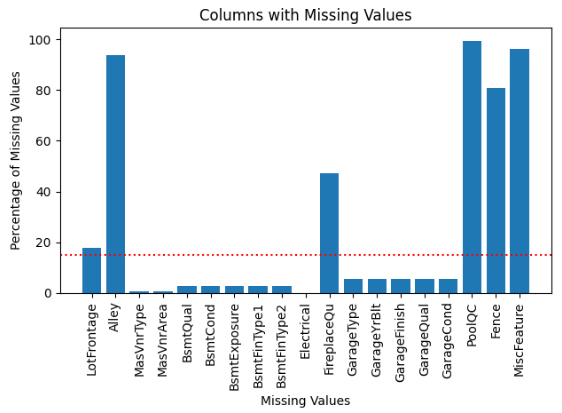 Columns with Missing Values
Percentage of Missing Values
100
80
60
40
20
0
LotFrontage
Alley
MasVnrType
MasVnrArea
BsmtQual
BsmtCond
BsmtExposure
BsmtFinType1
BsmtFinType2
Electrical
FireplaceQu
GarageType
GarageYrBlt
GarageFinish
GarageQual
GarageCond
PoolQC
Fence
MiscFeature
Missing Values